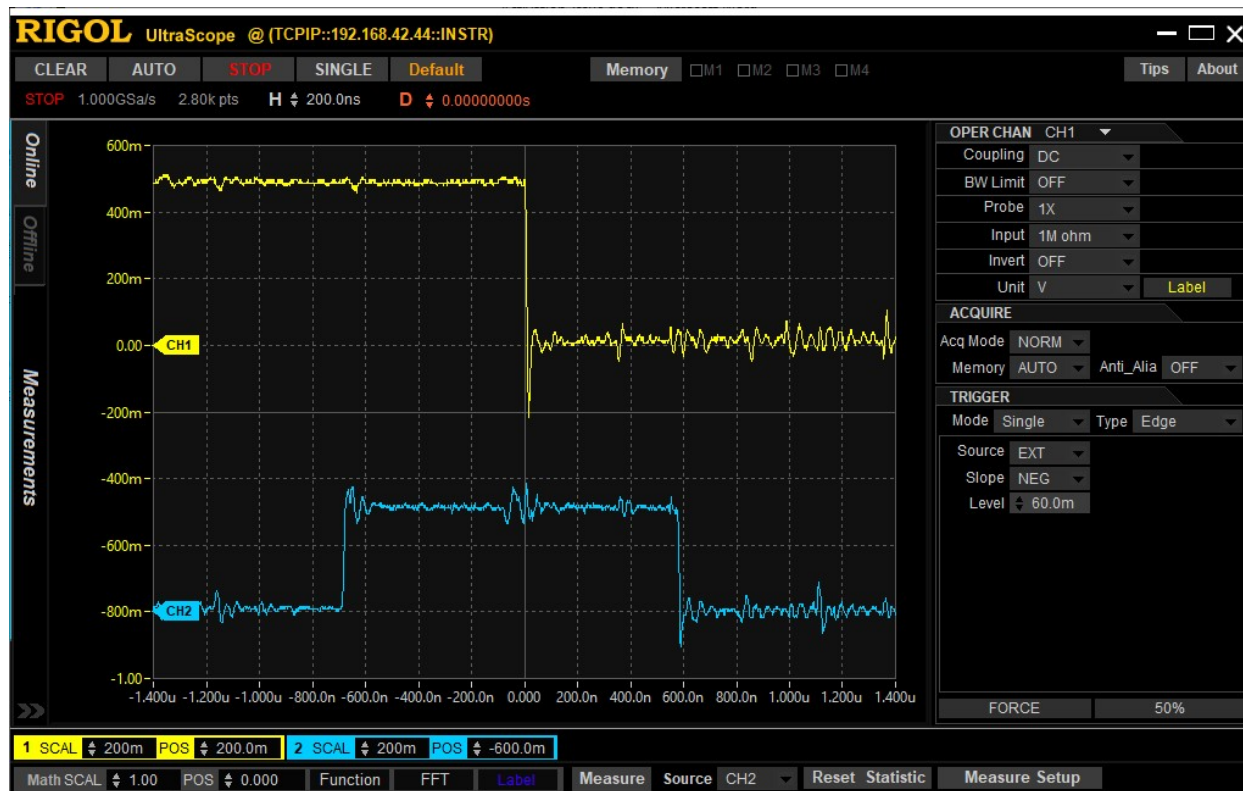 RIGOL UltraScope @ (TCPIP::192.168.42.44::INSTR)
CLEAR AUTO STOP SINGLE Default Memory M1 M2 M3 M4 Tips About
STOP 1.000GSa/s 2.80k pts H 200.0ns D 0.00000000s
Online
Offline
Measurements
600m
400m
200m
0.00
-200m
-400m
-600m
-800m
-1.00
CH1
CH2
-1.400u -1.200u -1.000u -800.0n -600.0n -400.0n -200.0n 0.000 200.0n 400.0n 600.0n 800.0n 1.000u 1.200u 1.400u
OPER CHAN CH1
Coupling DC
BW Limit OFF
Probe 1X
Input 1M ohm
Invert OFF
Unit V Label
ACQUIRE
Acq Mode NORM
Memory AUTO Anti_Alia OFF
TRIGGER
Mode Single Type Edge
Source EXT
Slope NEG
Level 60.0m
FORCE 50%
1 SCAL 200m POS 200.0m 2 SCAL 200m POS -600.0m
Math SCAL 1.00 POS 0.000 Function FFT Label Measure Source CH2 Reset Statistic Measure Setup